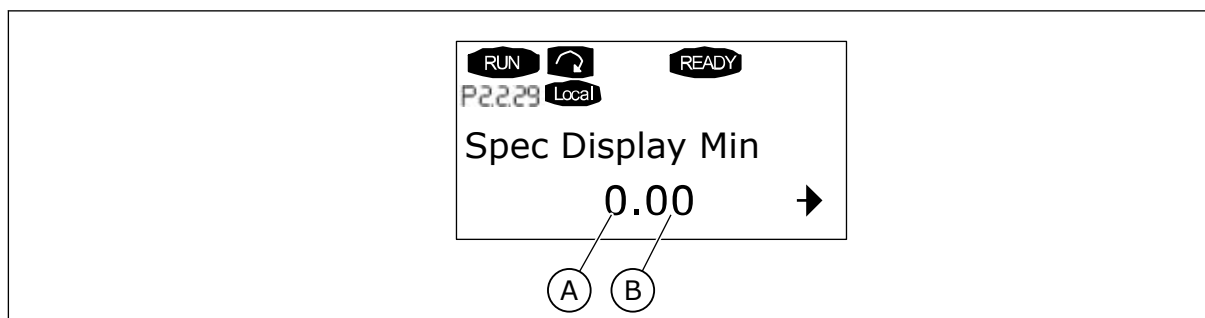 RUN READY
P2.2.29 Local
Spec Display Min
0.00
A B